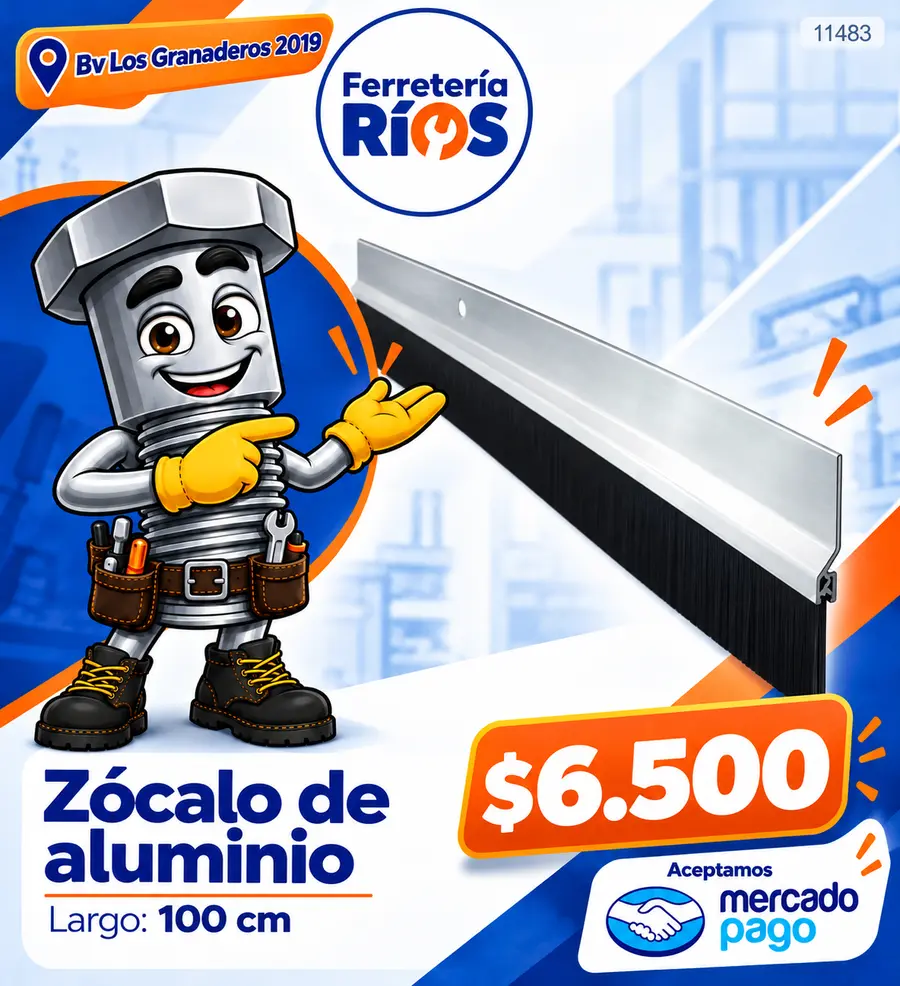 Bv Los Granaderos 2019
Ferretería
RÍOS
11483
$6.500
Zócalo de
aluminio
Largo: 100 cm
Aceptamos
mercado
pago